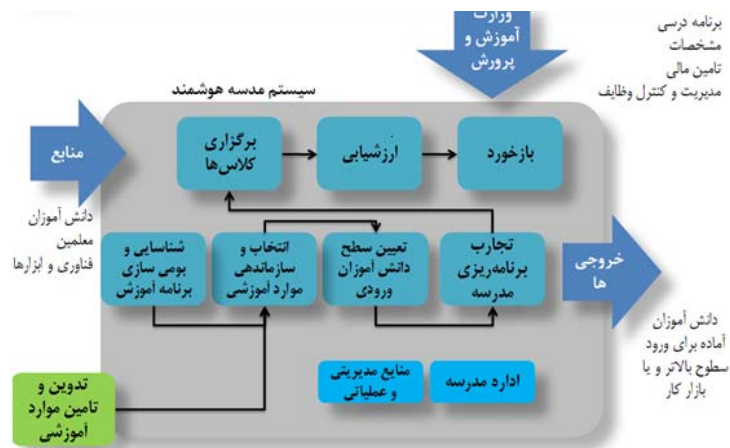 وزارت
آموزش و
پرورش
برنامه درسی
مشخصات
تامین مالی
مدیریت و کنترل وظایف
سیستم مدسه هوشمند
منابع
دانش آموزان
معلمین
فناوری و ابزارها
برگزاری
کلاس‌ها
ارزشیابی
بازخورد
شناسایی و
بومی سازی
برنامه آموزش
انتخاب و
سازماندهی
موارد آموزشی
تعیین سطح
دانش آموزان
ورودی
تجارب
برنامه‌ریزی
مدرسه
خروجی
ها
دانش آموزان
آماده برای ورود
سطوح بالاتر و یا
بازار کار
منابع مدیریتی
و عملیاتی
اداره مدرسه
تدوین و
تامین موارد
آموزشی